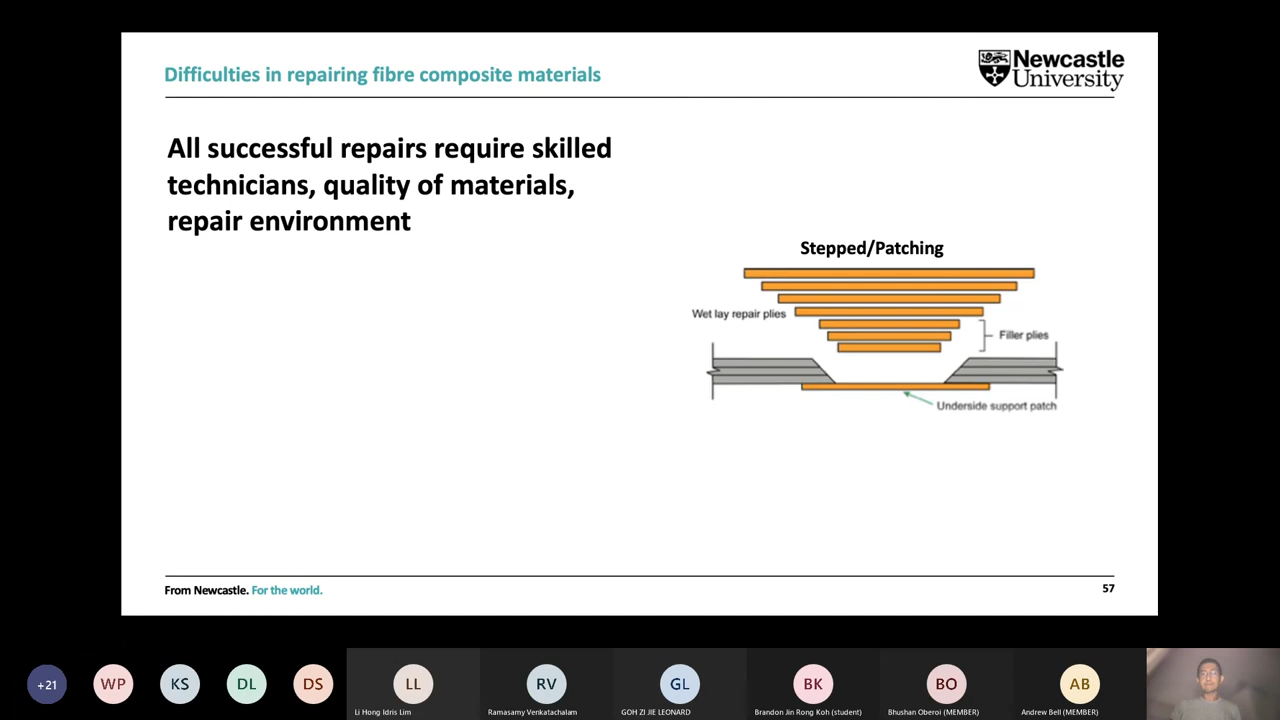 Difficulties in repairing fibre composite materials
Newcastle
University
All successful repairs require skilled
technicians, quality of materials,
repair environment
Stepped/Patching
Wet lay repair plies
Filler plies
Underside support patch
From Newcastle. For the world.
57
+21
WP
KS
DL
DS
LL
RV
GL
BK
BO
AB
Li Hong Idris Lim
Ramasamy Venkatachalam
GOH ZI JIE LEONARD
Brandon Jin Rong Koh (student)
Bhushan Oberoi (MEMBER)
Andrew Bell (MEMBER)